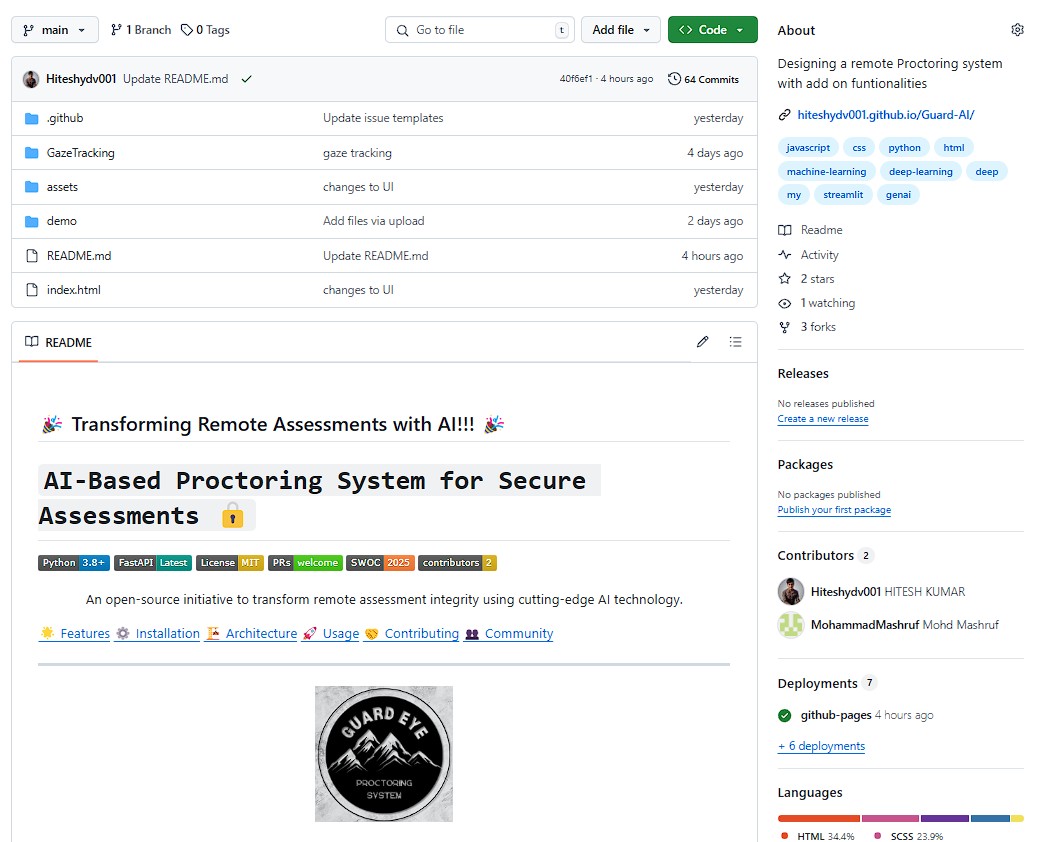 main 1 Branch 0 Tags Go to file t Add file Code
Hiteshydv001 Update README.md 40f6ef1 · 4 hours ago 64 Commits
.github Update issue templates yesterday
GazeTracking gaze tracking 4 days ago
assets changes to UI yesterday
demo Add files via upload 2 days ago
README.md Update README.md 4 hours ago
index.html changes to UI yesterday
README
Transforming Remote Assessments with AI!!!
AI-Based Proctoring System for Secure
Assessments
Python 3.8+ FastAPI Latest License MIT PRs welcome SWOC 2025 contributors 2
An open-source initiative to transform remote assessment integrity using cutting-edge AI technology.
Features Installation Architecture Usage Contributing Community
GUARD EYE
PROCTORING
SYSTEM
About
Designing a remote Proctoring system
with add on funtionalities
hiteshydv001.github.io/Guard-AI/
javascript css python html
machine-learning deep-learning deep
my streamlit genai
Readme
Activity
2 stars
1 watching
3 forks
Releases
No releases published
Create a new release
Packages
No packages published
Publish your first package
Contributors 2
Hiteshydv001 HITESH KUMAR
MohammadMashruf Mohd Mashruf
Deployments 7
github-pages 4 hours ago
+ 6 deployments
Languages
HTML 34.4% SCSS 23.9%